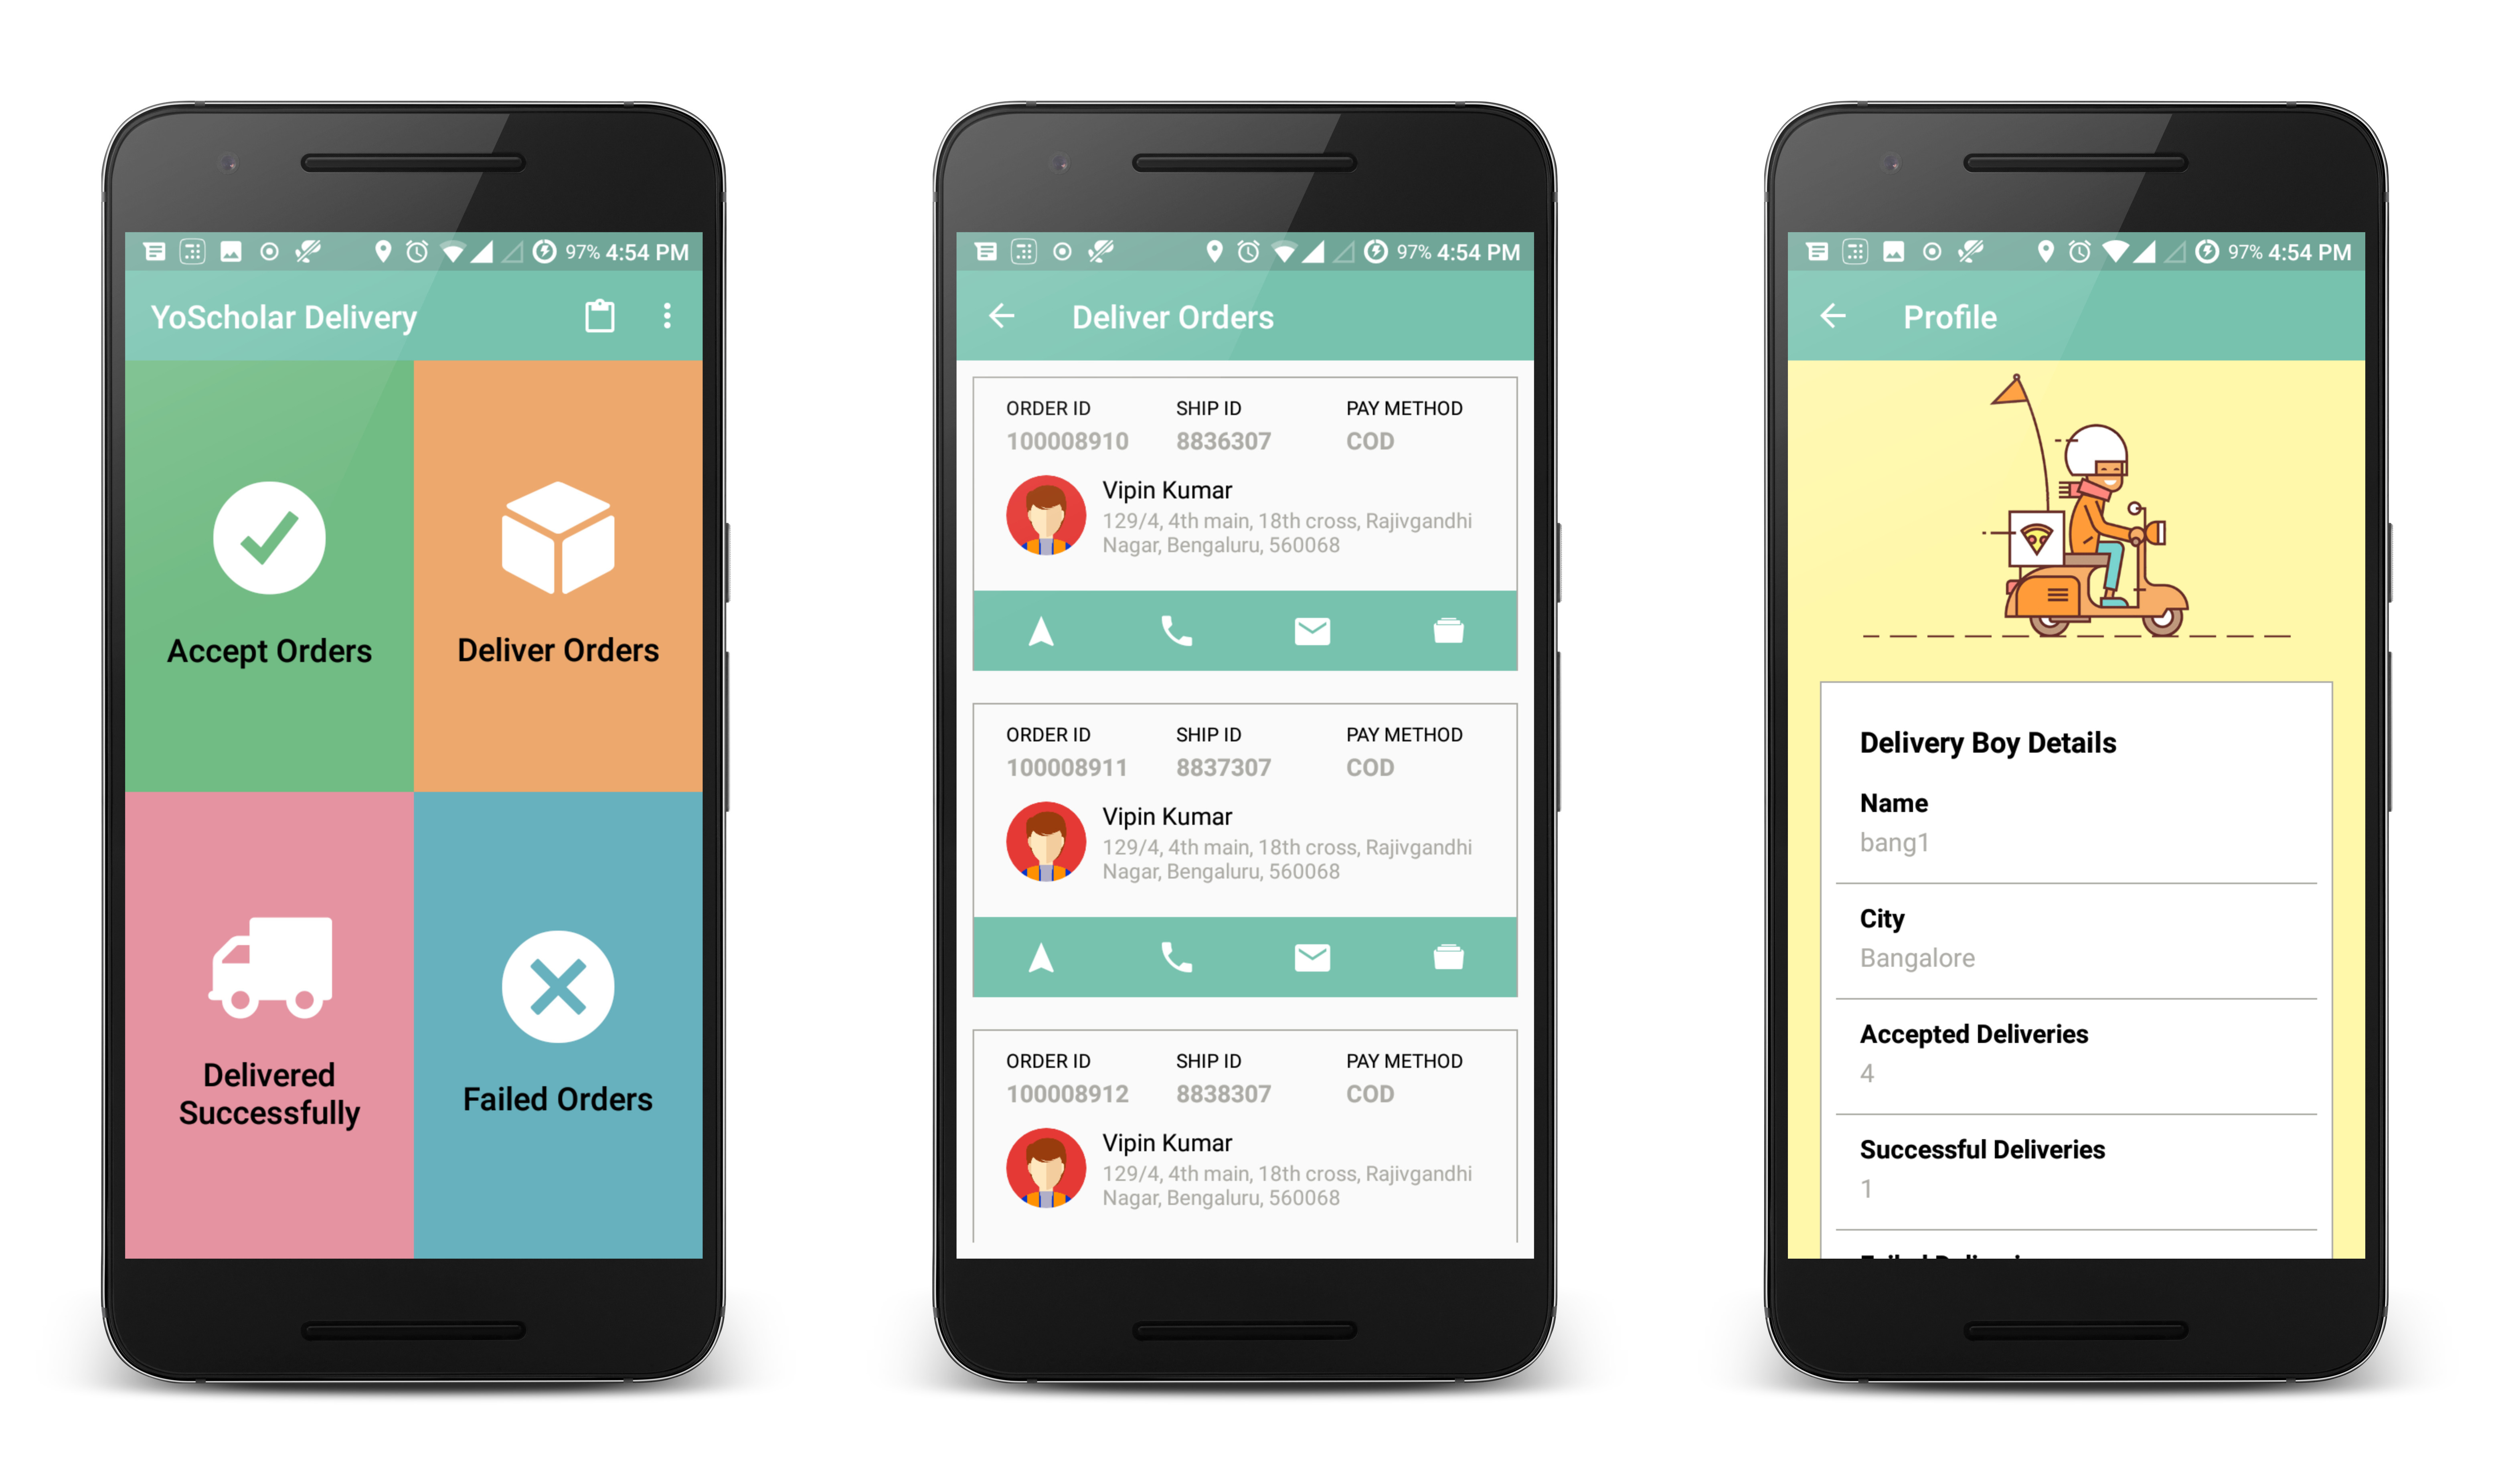 97% 4:54 PM
YoScholar Delivery
Accept Orders
Deliver Orders
Delivered
Successfully
Failed Orders
97% 4:54 PM
Deliver Orders
ORDER ID SHIP ID PAY METHOD
100008910 8836307 COD
Vipin Kumar
129/4, 4th main, 18th cross, Rajivgandhi
Nagar, Bengaluru, 560068
ORDER ID SHIP ID PAY METHOD
100008911 8837307 COD
Vipin Kumar
129/4, 4th main, 18th cross, Rajivgandhi
Nagar, Bengaluru, 560068
ORDER ID SHIP ID PAY METHOD
100008912 8838307 COD
Vipin Kumar
129/4, 4th main, 18th cross, Rajivgandhi
Nagar, Bengaluru, 560068
97% 4:54 PM
Profile
Delivery Boy Details
Name
bang1
City
Bangalore
Accepted Deliveries
4
Successful Deliveries
1